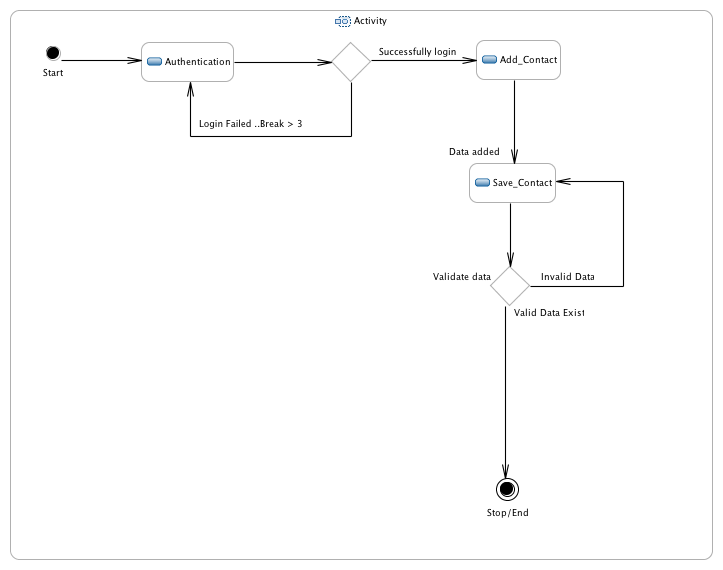 Activity
Start
Authentication
Successfully login
Add_Contact
Login Failed ..Break > 3
Data added
Save_Contact
Validate data
Invalid Data
Valid Data Exist
Stop/End